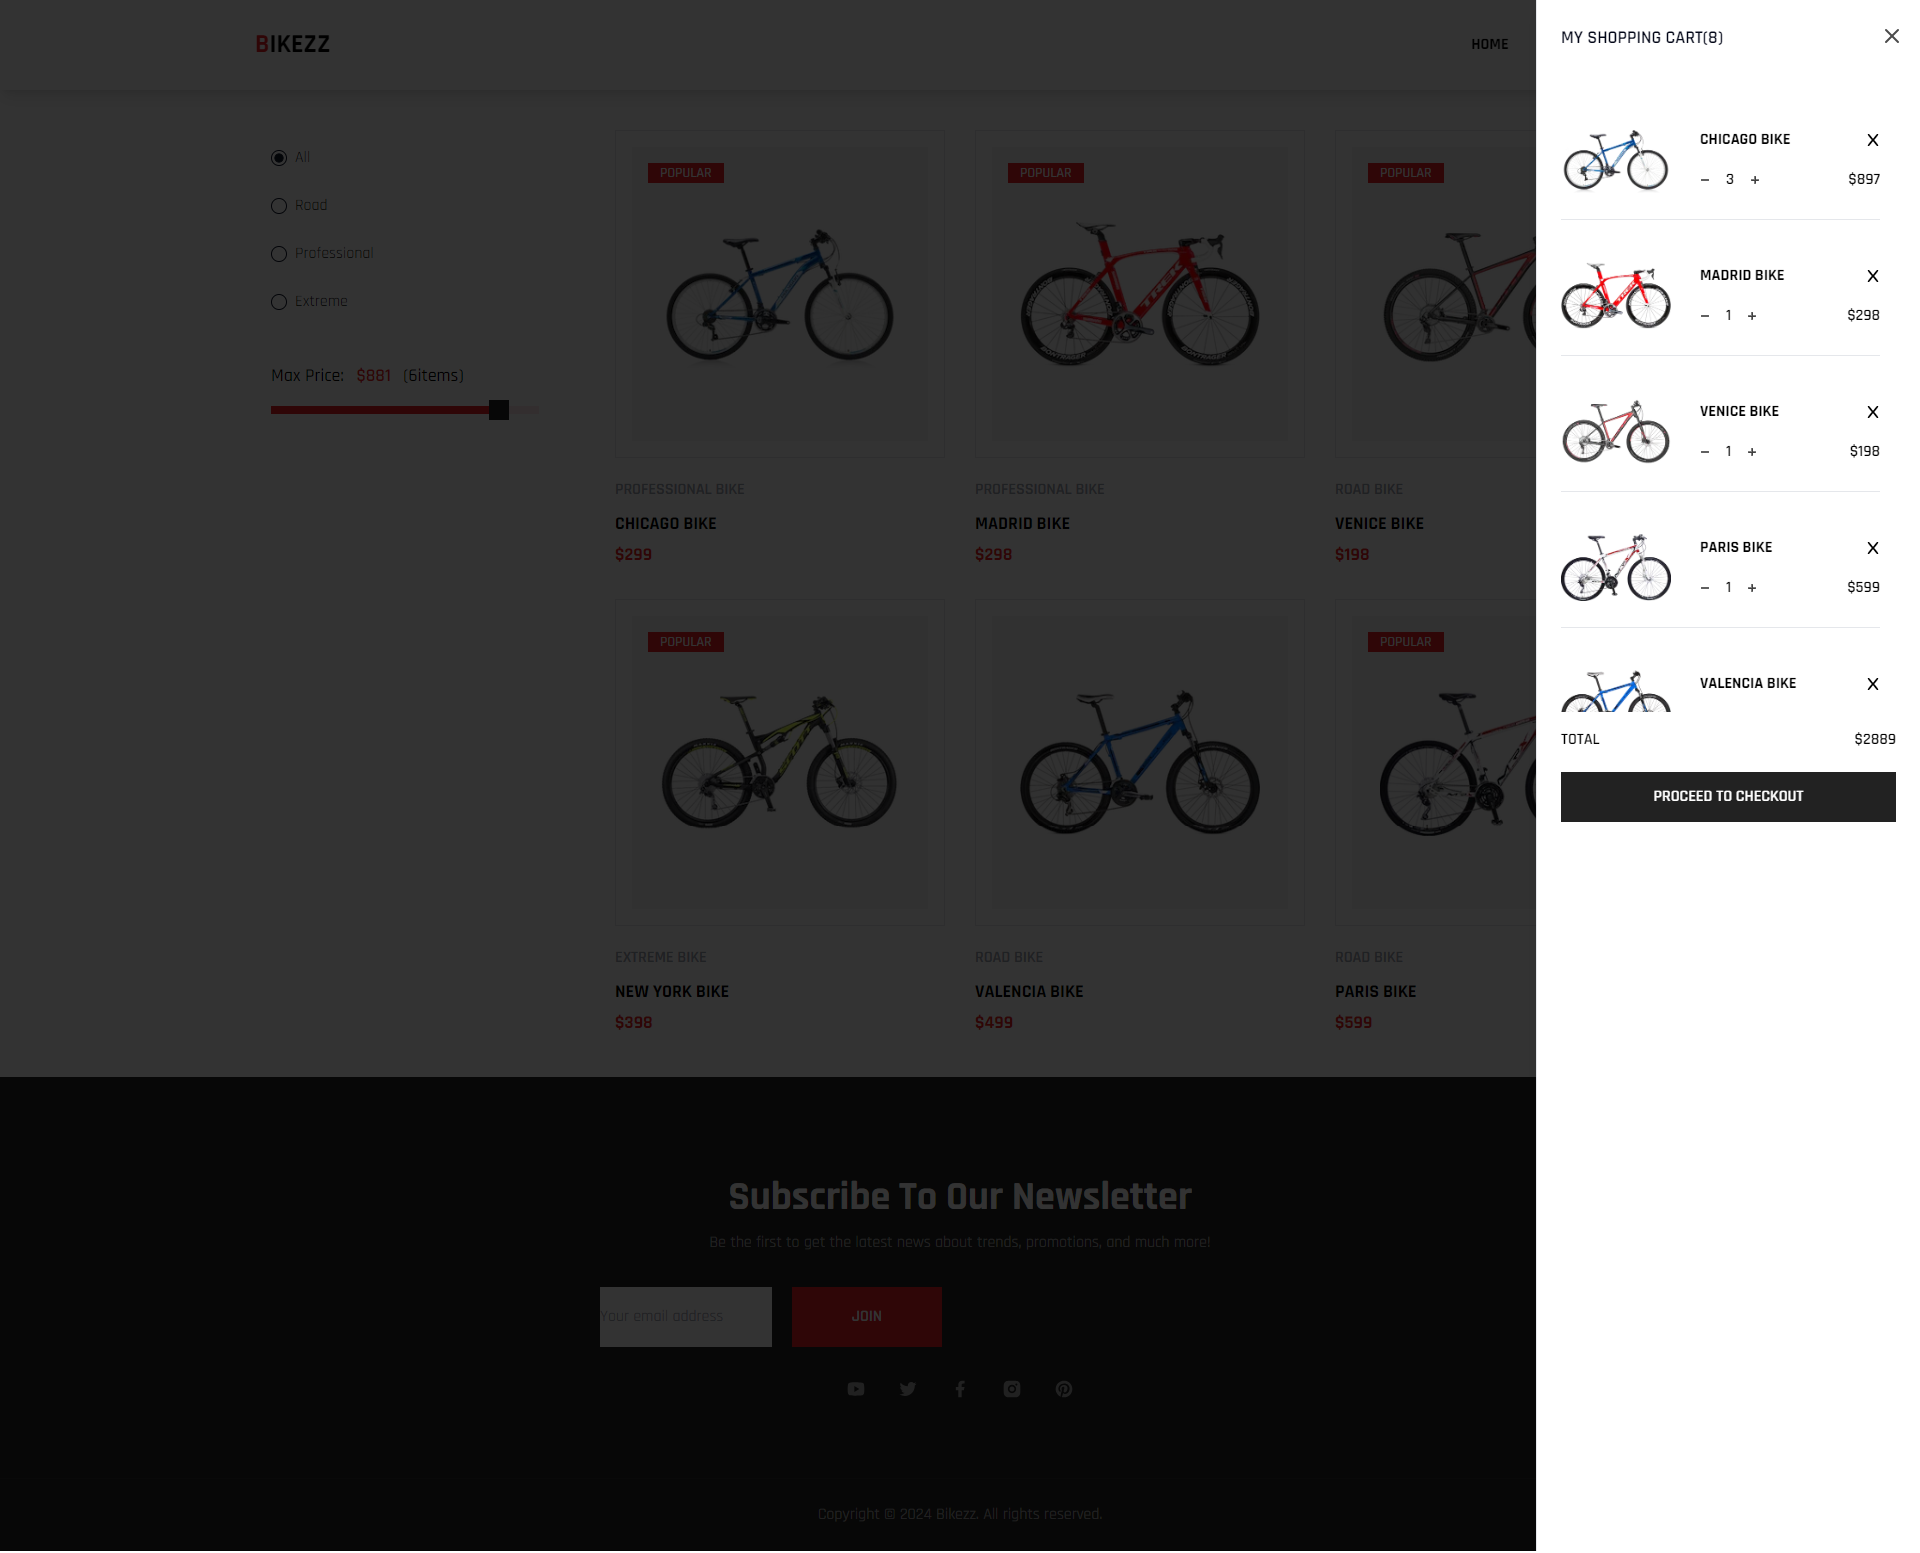 BIKEZZ
HOME
All
Road
Professional
Extreme
Max Price: $881 (6items)
POPULAR
PROFESSIONAL BIKE
CHICAGO BIKE
$299
POPULAR
PROFESSIONAL BIKE
MADRID BIKE
$298
POPULAR
ROAD BIKE
VENICE BIKE
$198
POPULAR
EXTREME BIKE
NEW YORK BIKE
$398
ROAD BIKE
VALENCIA BIKE
$499
POPULAR
ROAD BIKE
PARIS BIKE
$599
Subscribe To Our Newsletter
Be the first to get the latest news about trends, promotions, and much more!
Your email address
JOIN
Copyright © 2024 Bikezz. All rights reserved.
MY SHOPPING CART(8)
CHICAGO BIKE X
− 3 + $897
MADRID BIKE X
− 1 + $298
VENICE BIKE X
− 1 + $198
PARIS BIKE X
− 1 + $599
VALENCIA BIKE X
TOTAL $2889
PROCEED TO CHECKOUT